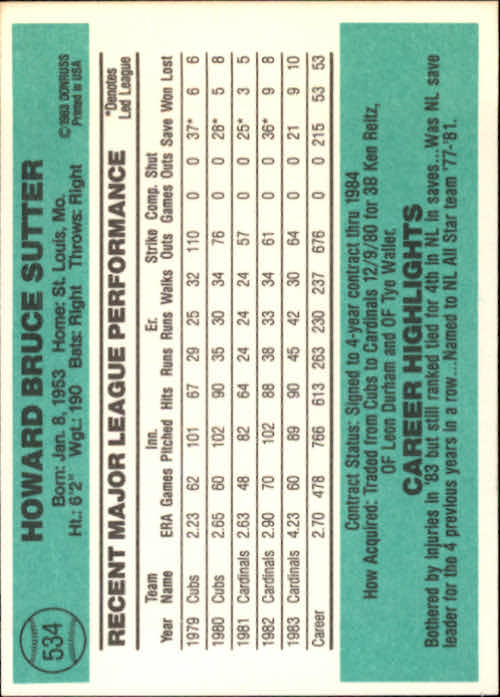 DONRUSS
534
HOWARD BRUCE SUTTER
Born: Jan. 8, 1953 Home: St. Louis, Mo.
Ht.: 6'2" Wgt.: 190 Bats: Right Throws: Right
©1983 DONRUSS
Printed in USA
RECENT MAJOR LEAGUE PERFORMANCE
*Denotes
Led League
Team Inn. Er. Strike Comp. Shut
Year Name ERA Games Pitched Hits Runs Runs Walks Outs Games Outs Save Won Lost
1979 Cubs 2.23 62 101 67 29 25 32 110 0 0 37* 6 6
1980 Cubs 2.65 60 102 90 35 30 34 76 0 0 28* 5 8
1981 Cardinals 2.63 48 82 64 24 24 24 57 0 0 25* 3 5
1982 Cardinals 2.90 70 102 88 38 33 34 61 0 0 36* 9 8
1983 Cardinals 4.23 60 89 90 45 42 30 64 0 0 21 9 10
Career 2.70 478 766 613 263 230 237 676 0 0 215 53 53
Contract Status: Signed to 4-year contract thru 1984
How Acquired: Traded from Cubs to Cardinals 12/9/80 for 3B Ken Reitz,
OF Leon Durham and OF Tye Waller.
CAREER HIGHLIGHTS
Bothered by injuries in '83 but still ranked tied for 4th in NL in saves...Was NL save
leader for the 4 previous years in a row...Named to NL All Star team '77-'81.